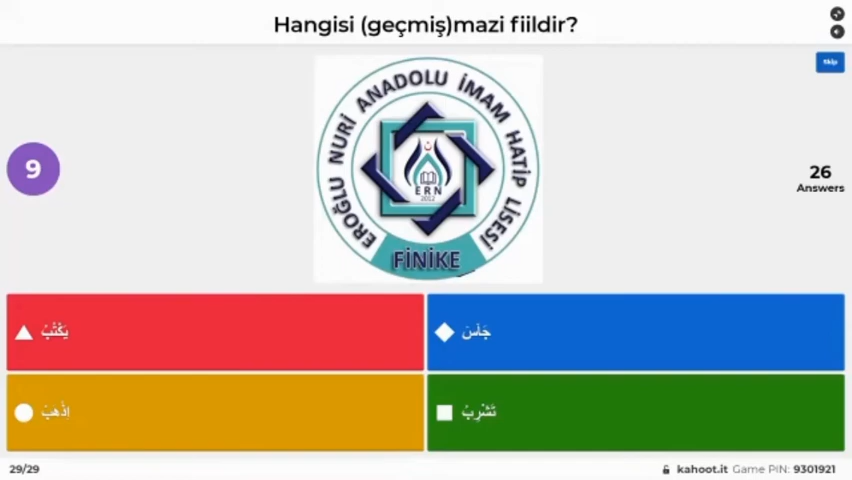 Hangisi (geçmiş)mazi fiildir?
Skip
EROĞLU NURİ ANADOLU İMAM HATİP LİSESİ
ERN
2012
FİNİKE
9
26
Answers
يَكْتُبُ
جَلَسَ
اِذْهَبْ
تَشْرِبُ
29/29
kahoot.it Game PIN: 9301921